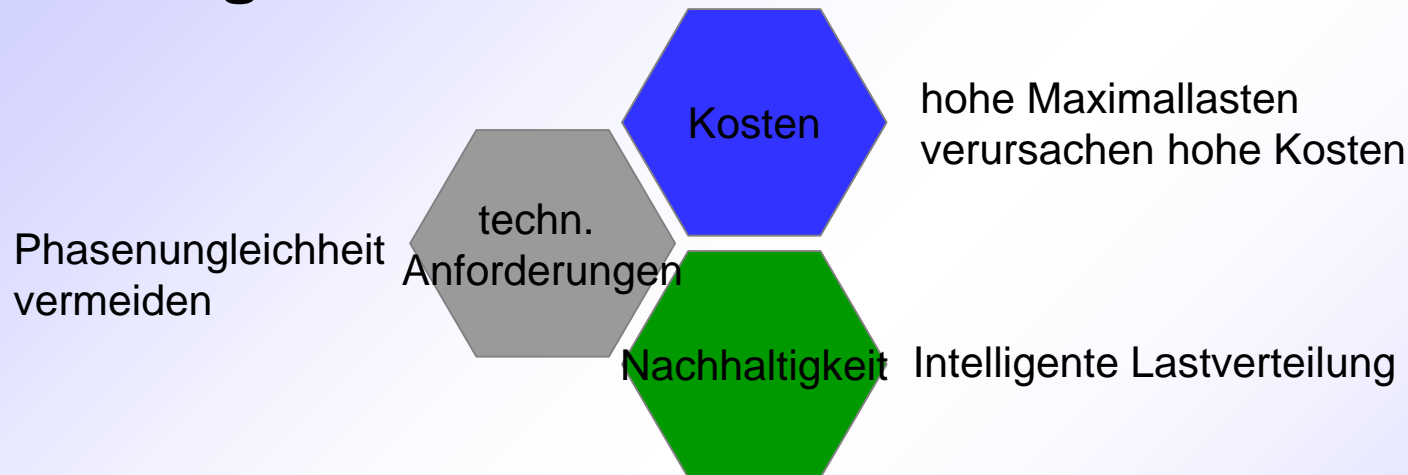 Kosten
hohe Maximallasten
verursachen hohe Kosten
techn.
Anforderungen
Phasenungleichheit
vermeiden
Nachhaltigkeit
Intelligente Lastverteilung